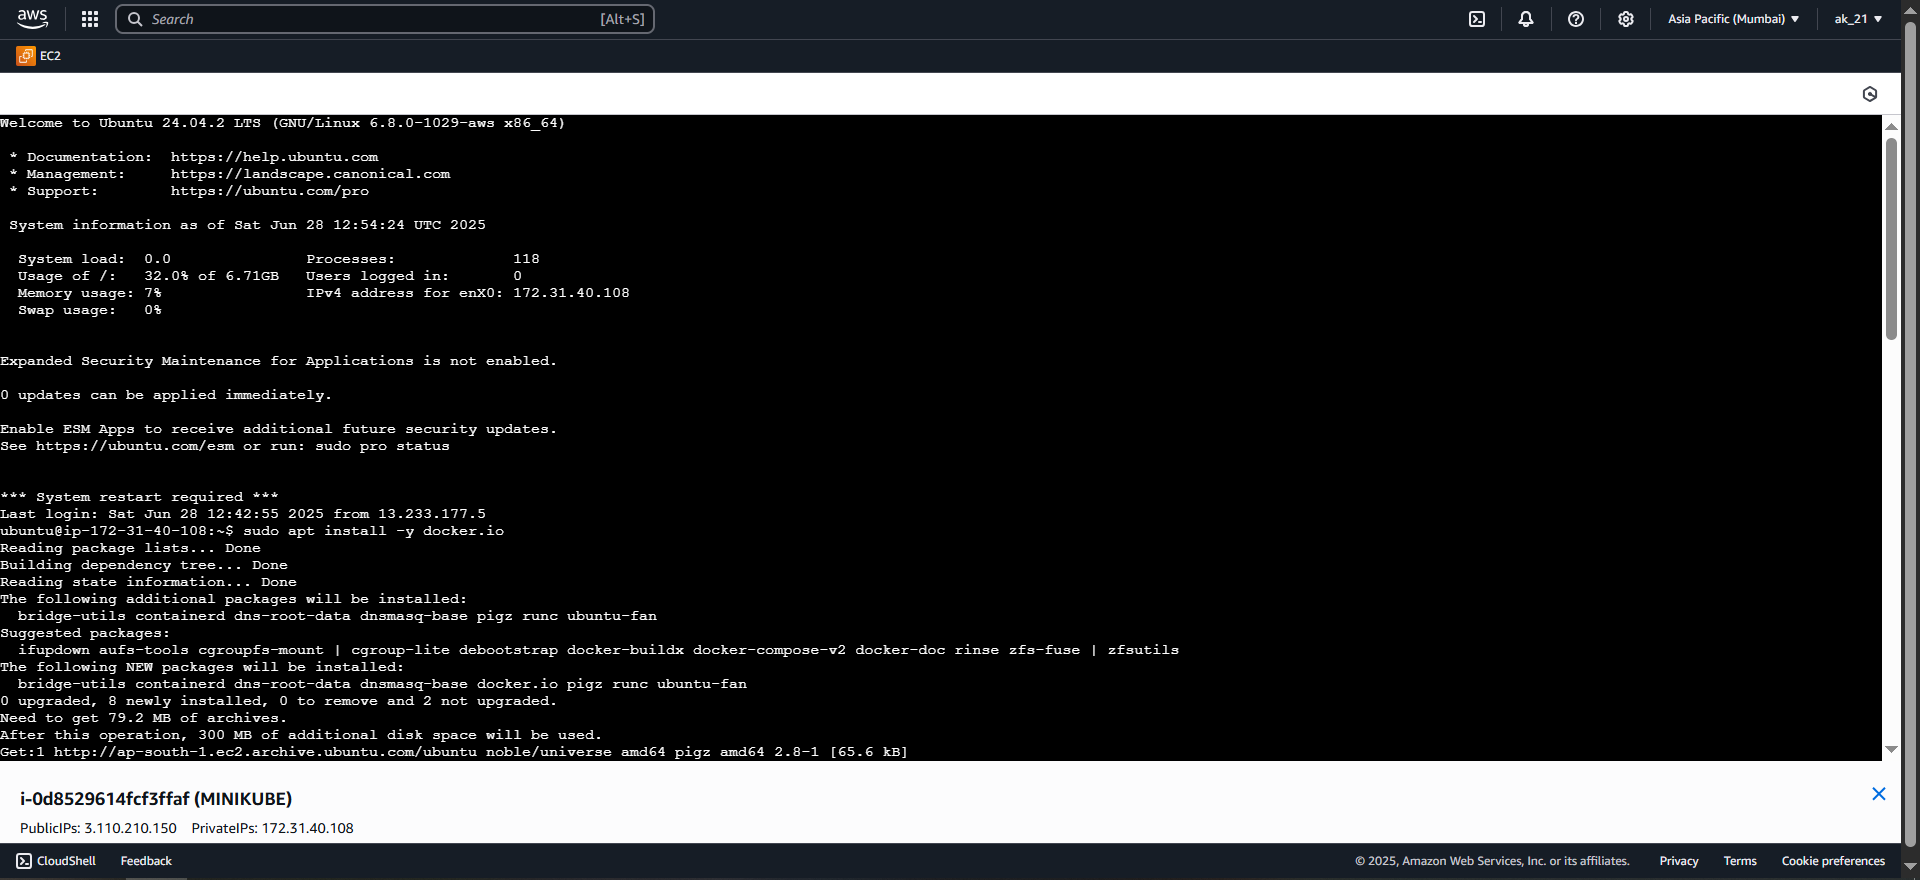 aws
Search [Alt+S]
Asia Pacific (Mumbai) ▼
ak_21 ▼
EC2
Welcome to Ubuntu 24.04.2 LTS (GNU/Linux 6.8.0-1029-aws x86_64)
* Documentation: https://help.ubuntu.com
* Management: https://landscape.canonical.com
* Support: https://ubuntu.com/pro
System information as of Sat Jun 28 12:54:24 UTC 2025
System load: 0.0 Processes: 118
Usage of /: 32.0% of 6.71GB Users logged in: 0
Memory usage: 7% IPv4 address for enX0: 172.31.40.108
Swap usage: 0%
Expanded Security Maintenance for Applications is not enabled.
0 updates can be applied immediately.
Enable ESM Apps to receive additional future security updates.
See https://ubuntu.com/esm or run: sudo pro status
*** System restart required ***
Last login: Sat Jun 28 12:42:55 2025 from 13.233.177.5
ubuntu@ip-172-31-40-108:~$ sudo apt install -y docker.io
Reading package lists... Done
Building dependency tree... Done
Reading state information... Done
The following additional packages will be installed:
bridge-utils containerd dns-root-data dnsmasq-base pigz runc ubuntu-fan
Suggested packages:
ifupdown aufs-tools cgroupfs-mount | cgroup-lite debootstrap docker-buildx docker-compose-v2 docker-doc rinse zfs-fuse | zfsutils
The following NEW packages will be installed:
bridge-utils containerd dns-root-data dnsmasq-base docker.io pigz runc ubuntu-fan
0 upgraded, 8 newly installed, 0 to remove and 2 not upgraded.
Need to get 79.2 MB of archives.
After this operation, 300 MB of additional disk space will be used.
Get:1 http://ap-south-1.ec2.archive.ubuntu.com/ubuntu noble/universe amd64 pigz amd64 2.8-1 [65.6 kB]
i-0d8529614fcf3ffaf (MINIKUBE)
PublicIPs: 3.110.210.150 PrivateIPs: 172.31.40.108
CloudShell Feedback © 2025, Amazon Web Services, Inc. or its affiliates. Privacy Terms Cookie preferences